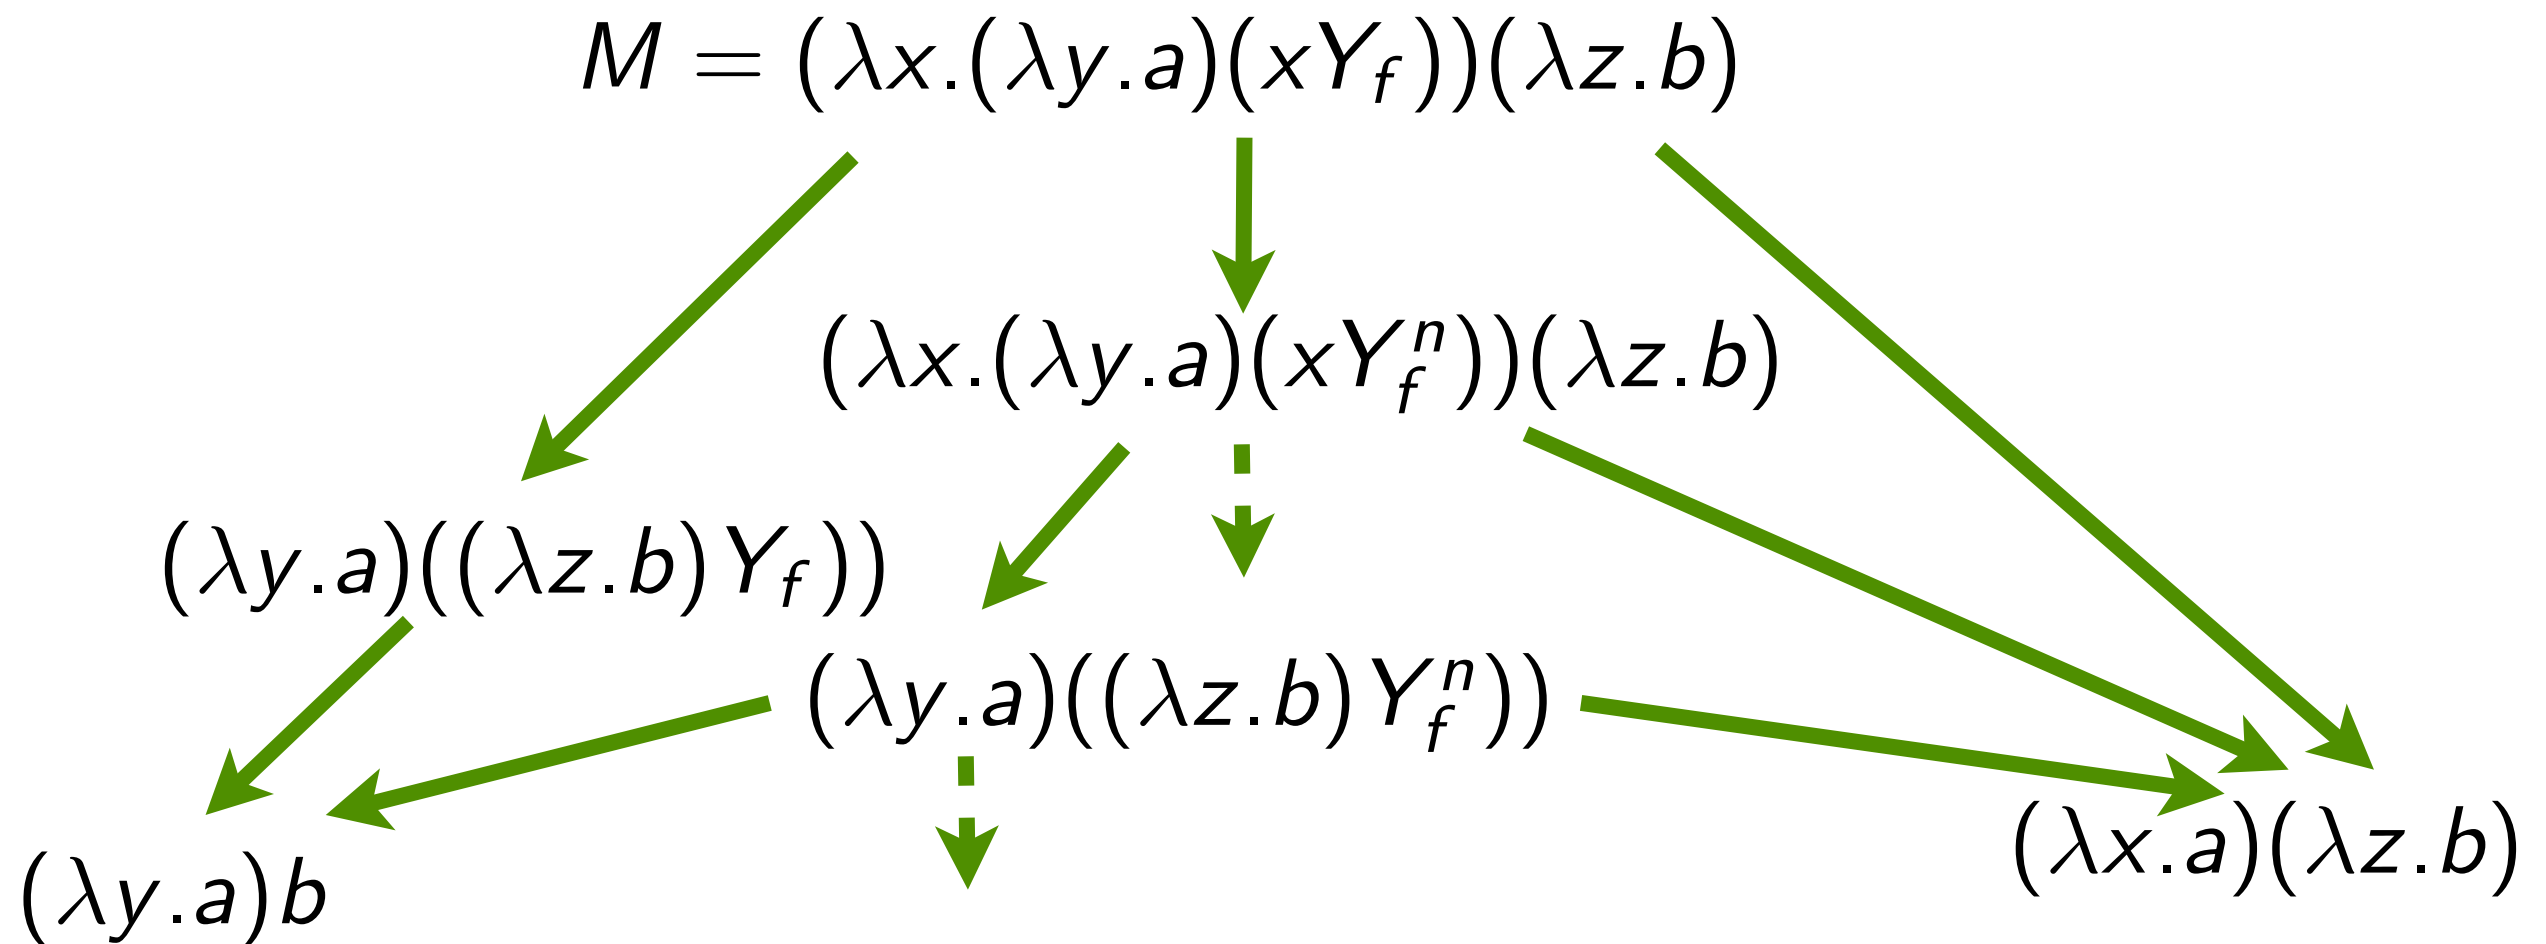 M = (λx.(λy.a)(xY_f))(λz.b)
(λx.(λy.a)(xY_f^n))(λz.b)
(λy.a)((λz.b)Y_f))
(λy.a)((λz.b)Y_f^n))
(λx.a)(λz.b)
(λy.a)b